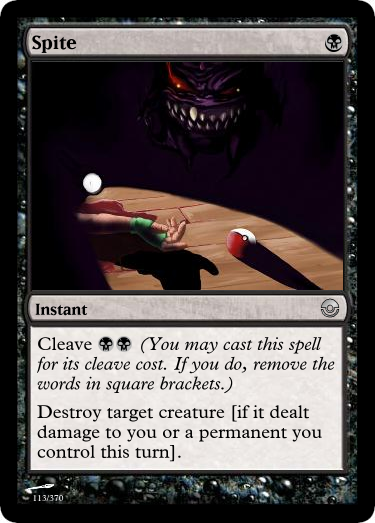 Spite
Instant
Cleave (You may cast this spell
for its cleave cost. If you do, remove the
words in square brackets.)
Destroy target creature [if it dealt
damage to you or a permanent you
control this turn].
113/370